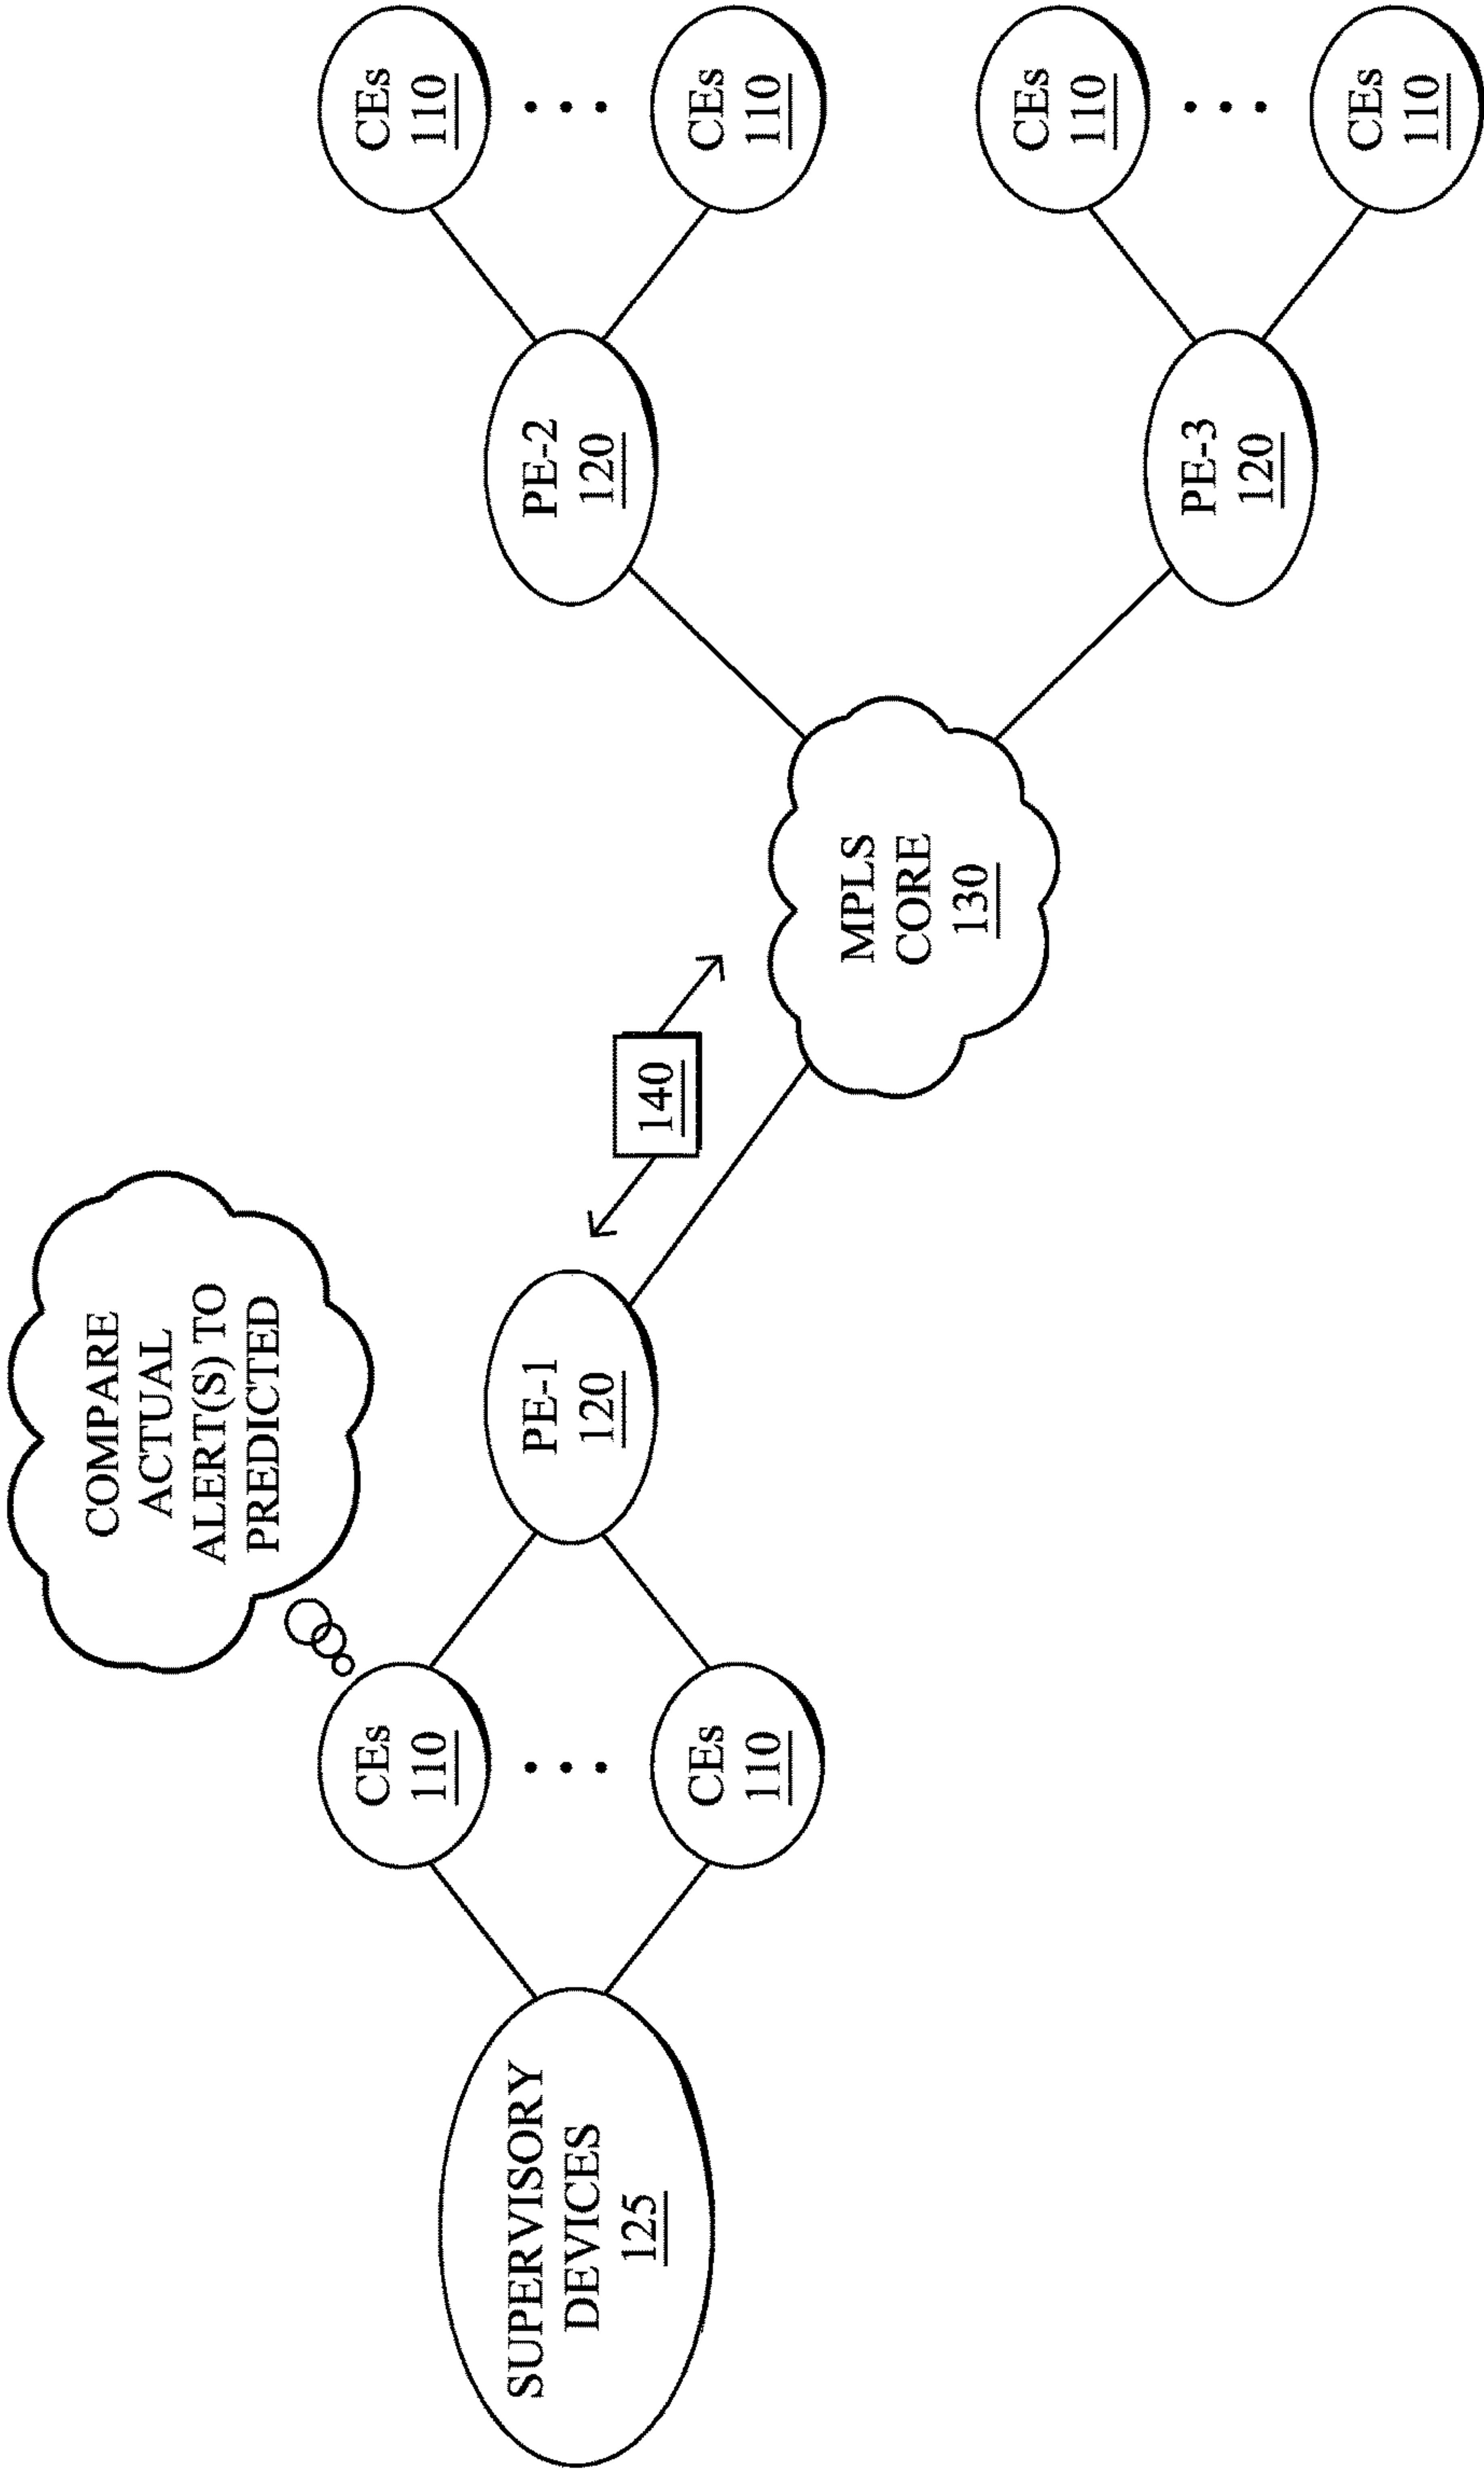 COMPARE
ACTUAL
ALERT(S) TO
PREDICTED
SUPERVISORY
DEVICES
125
CEs
110
CEs
110
PE-1
120
140
MPLS
CORE
130
PE-2
120
CEs
110
CEs
110
PE-3
120
CEs
110
CEs
110